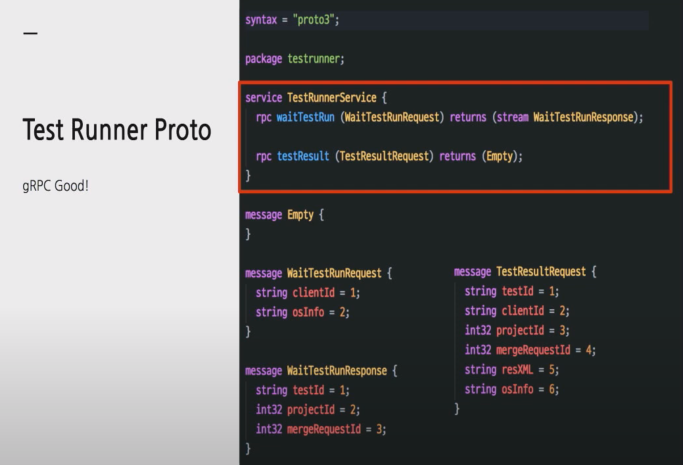 Test Runner Proto
gRPC Good!
syntax = "proto3";
package testrunner;
service TestRunnerService {
rpc waitTestRun (WaitTestRunRequest) returns (stream WaitTestRunResponse);
rpc testResult (TestResultRequest) returns (Empty);
}
message Empty {
}
message WaitTestRunRequest {
string clientId = 1;
string osInfo = 2;
}
message WaitTestRunResponse {
string testId = 1;
int32 projectId = 2;
int32 mergeRequestId = 3;
}
message TestResultRequest {
string testId = 1;
string clientId = 2;
int32 projectId = 3;
int32 mergeRequestId = 4;
string resXML = 5;
string osInfo = 6;
}